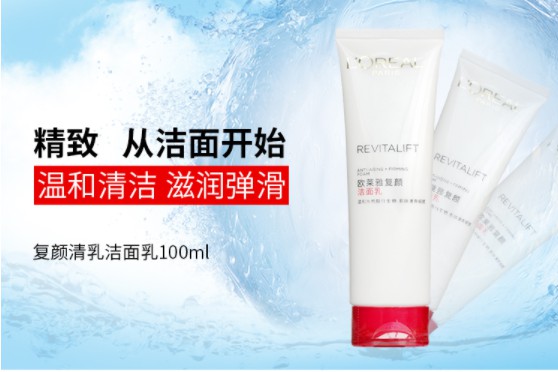 精致 从洁面开始
温和清洁 滋润弹滑
复颜清乳洁面乳100ml
L'OREAL
REVITALIFT
欧莱雅复颜
洁面乳